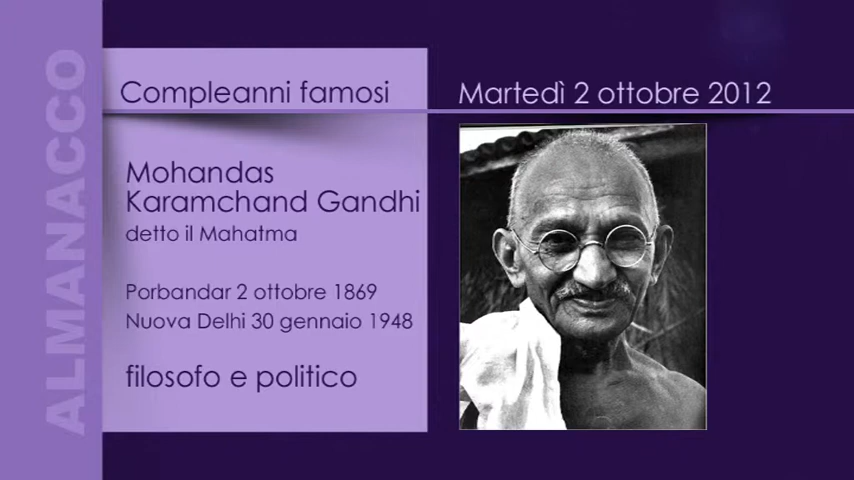 ALMANACCO
Compleanni famosi
Martedì 2 ottobre 2012
Mohandas
Karamchand Gandhi
detto il Mahatma
Porbandar 2 ottobre 1869
Nuova Delhi 30 gennaio 1948
filosofo e politico